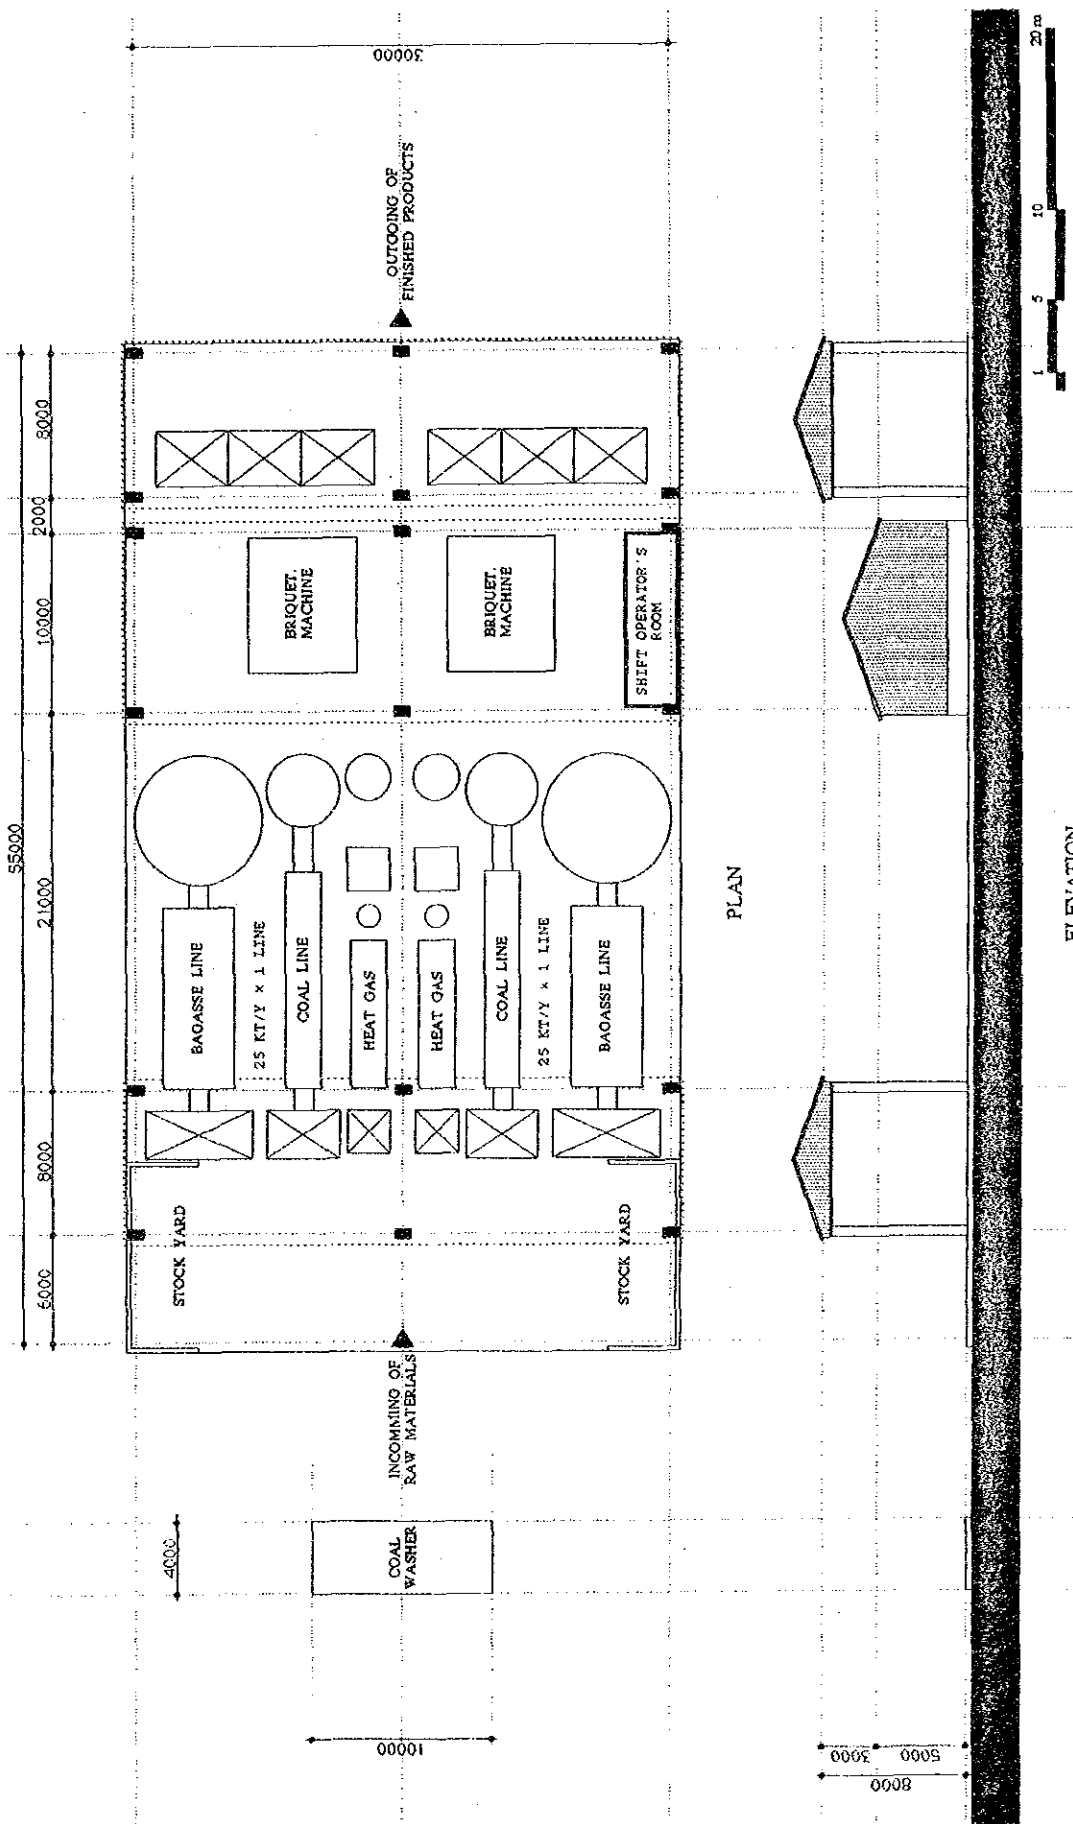 55000
6000
8000
21000
10000
2000
8000
4000
STOCK YARD
BAGASSE LINE
25 KT/Y × 1 LINE
COAL LINE
HEAT GAS
BRIQUET.
MACHINE
10000
COAL
WASHER
INCOMMING OF
RAW MATERIALS
OUTGOING OF
FINISHED PRODUCTS
30000
HEAT GAS
COAL LINE
25 KT/Y × 1 LINE
BAGASSE LINE
STOCK YARD
BRIQUET.
MACHINE
SHIFT OPERATOR'S
ROOM
PLAN
3000
5000
8000
1
5
10
20 m
ELEVATION